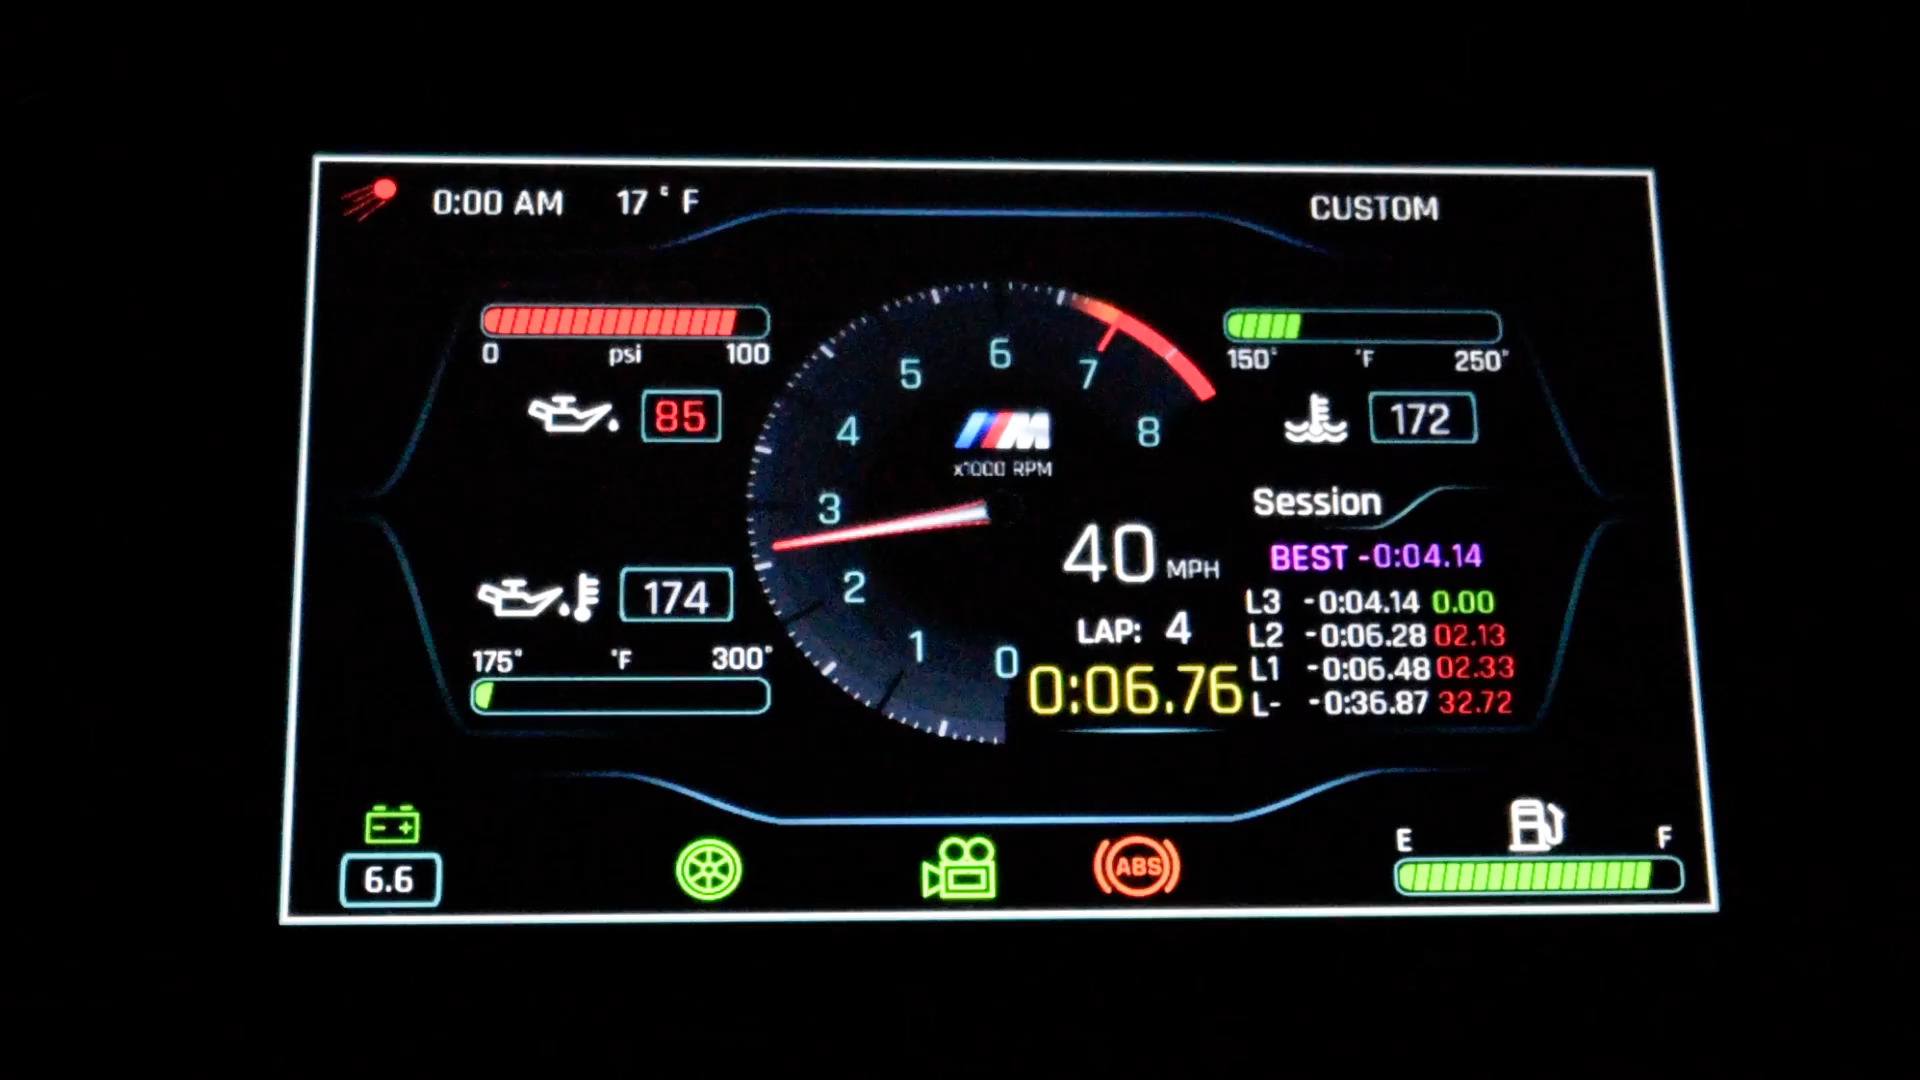 0:00 AM 17 ° F CUSTOM
0 psi 100
85
150° °F 250°
172
174
175° °F 300°
0 1 2 3 4 5 6 7 8
M
x1000 RPM
40 MPH
LAP: 4
0:06.76
Session
BEST -0:04.14
L3 -0:04.14 0.00
L2 -0:06.28 02.13
L1 -0:06.48 02.33
L- -0:36.87 32.72
- +
6.6
ABS
E F